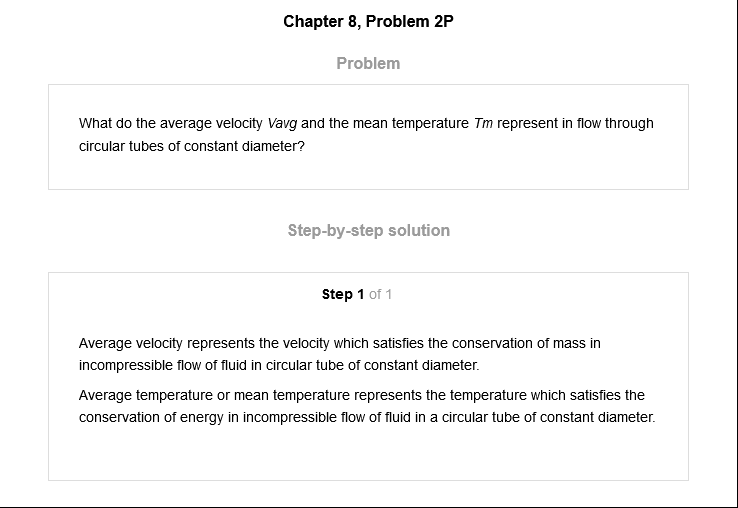 Chapter 8, Problem 2P
Problem
What do the average velocity Vavg and the mean temperature Tm represent in flow through
circular tubes of constant diameter?
Step-by-step solution
Step 1 of 1
Average velocity represents the velocity which satisfies the conservation of mass in
incompressible flow of fluid in circular tube of constant diameter.
Average temperature or mean temperature represents the temperature which satisfies the
conservation of energy in incompressible flow of fluid in a circular tube of constant diameter.